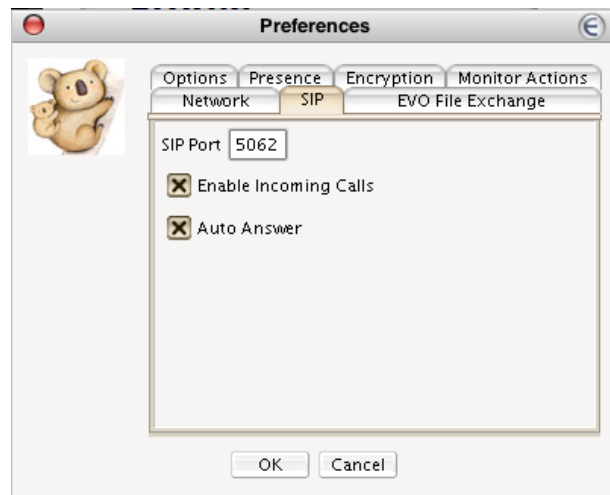 Preferences
Options Presence Encryption Monitor Actions
Network SIP EVO File Exchange
SIP Port 5062
Enable Incoming Calls
Auto Answer
OK Cancel